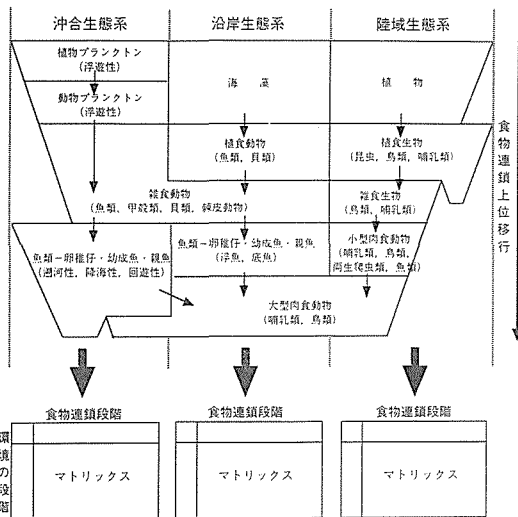 沖合生態系
沿岸生態系
陸域生態系
植物プランクトン
(浮遊性)
動物プランクトン
(浮遊性)
海藻
植物
植食動物
(魚類、貝類)
植食生物
(昆虫、鳥類、哺乳類)
雑食動物
(魚類、甲殻類、貝類、棘皮動物)
雑食生物
(鳥類、哺乳類)
魚類－卵稚仔・幼成魚・親魚
(遡河性、降海性、回遊性)
魚類－卵稚仔・幼成魚・親魚
(浮魚、底魚)
小型肉食動物
(哺乳類、鳥類、
両生爬虫類、魚類)
大型肉食動物
(哺乳類、鳥類)
食物連鎖上位移行
食物連鎖段階
食物連鎖段階
食物連鎖段階
環境の段階
マトリックス
マトリックス
マトリックス